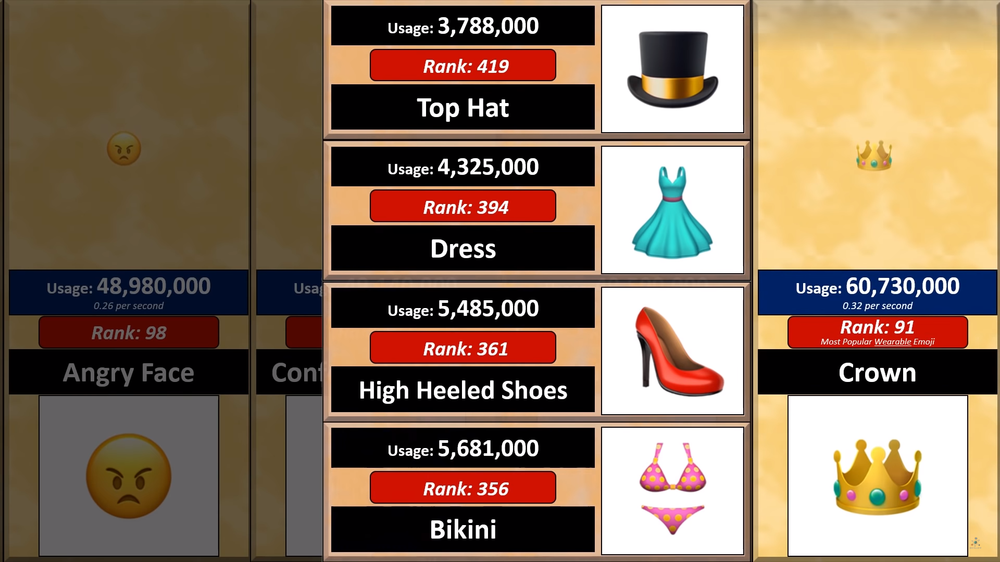 Usage: 48,980,000
0.26 per second
Rank: 98
Angry Face
Usage: 3,788,000
Rank: 419
Top Hat
Usage: 4,325,000
Rank: 394
Dress
Usage: 5,485,000
Rank: 361
High Heeled Shoes
Usage: 5,681,000
Rank: 356
Bikini
Usage: 60,730,000
0.32 per second
Rank: 91
Most Popular Wearable Emoji
Crown